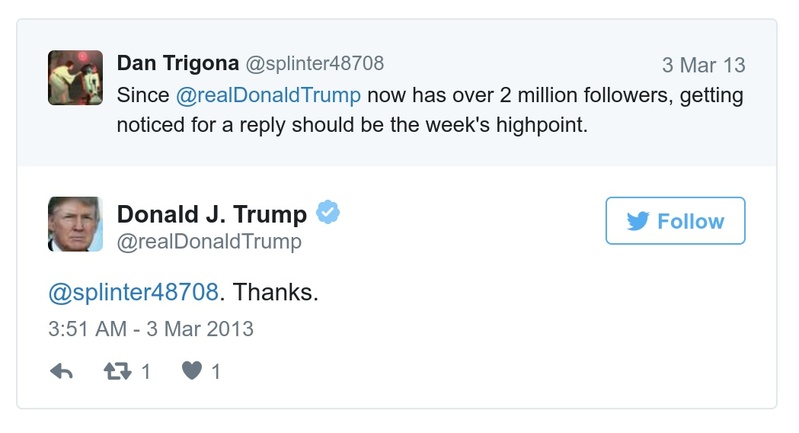 Dan Trigona @splinter48708 3 Mar 13
Since @realDonaldTrump now has over 2 million followers, getting
noticed for a reply should be the week's highpoint.
Donald J. Trump
@realDonaldTrump
Follow
@splinter48708. Thanks.
3:51 AM - 3 Mar 2013
1 1